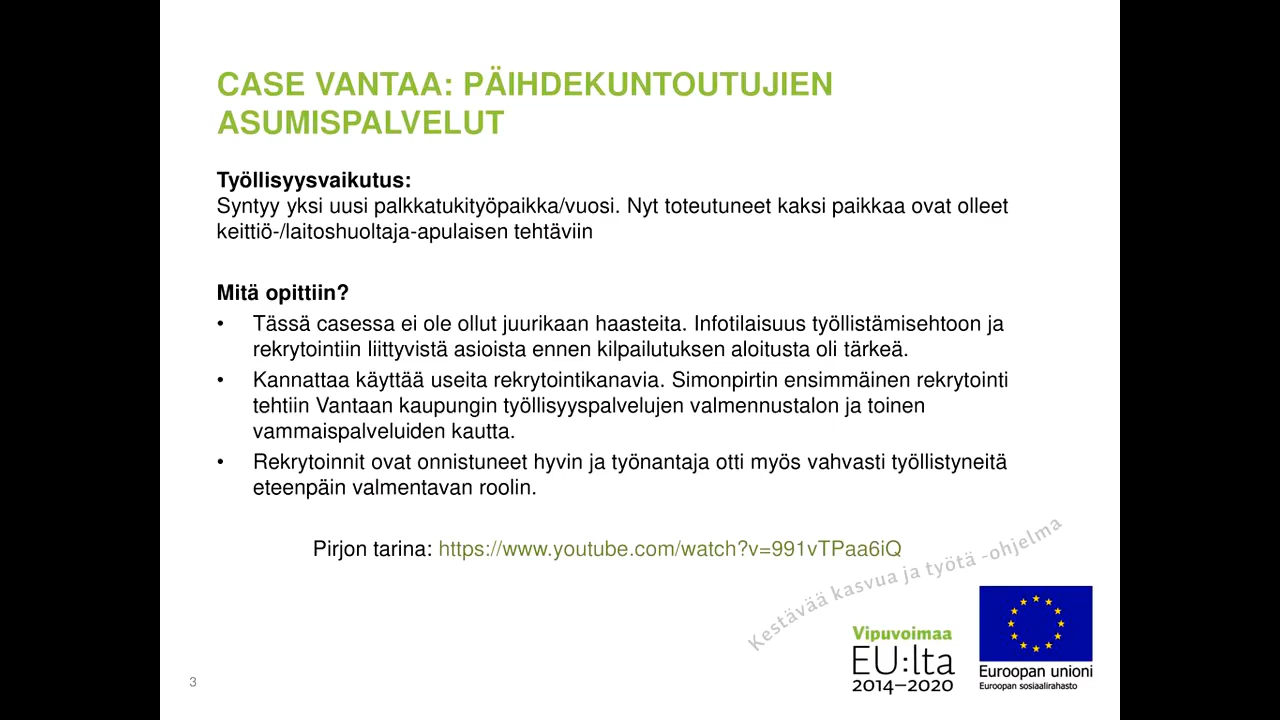 CASE VANTAA: PÄIHDEKUNTOUTUJIEN
ASUMISPALVELUT
Työllisyysvaikutus:
Syntyy yksi uusi palkkatukityöpaikka/vuosi. Nyt toteutuneet kaksi paikkaa ovat olleet
keittiö-/laitoshuoltaja-apulaisen tehtäviin
Mitä opittiin?
• Tässä casessa ei ole ollut juurikaan haasteita. Infotilaisuus työllistämisehtoon ja
rekrytointiin liittyvistä asioista ennen kilpailutuksen aloitusta oli tärkeä.
• Kannattaa käyttää useita rekrytointikanavia. Simonpirtin ensimmäinen rekrytointi
tehtiin Vantaan kaupungin työllisyyspalvelujen valmennustalon ja toinen
vammaispalveluiden kautta.
• Rekrytoinnit ovat onnistuneet hyvin ja työnantaja otti myös vahvasti työllistyneitä
eteenpäin valmentavan roolin.
Pirjon tarina: https://www.youtube.com/watch?v=991vTPaa6iQ
Kestävää kasvua ja työtä -ohjelma
Vipuvoimaa
EU:lta
2014–2020
Euroopan unioni
Euroopan sosiaalirahasto
3